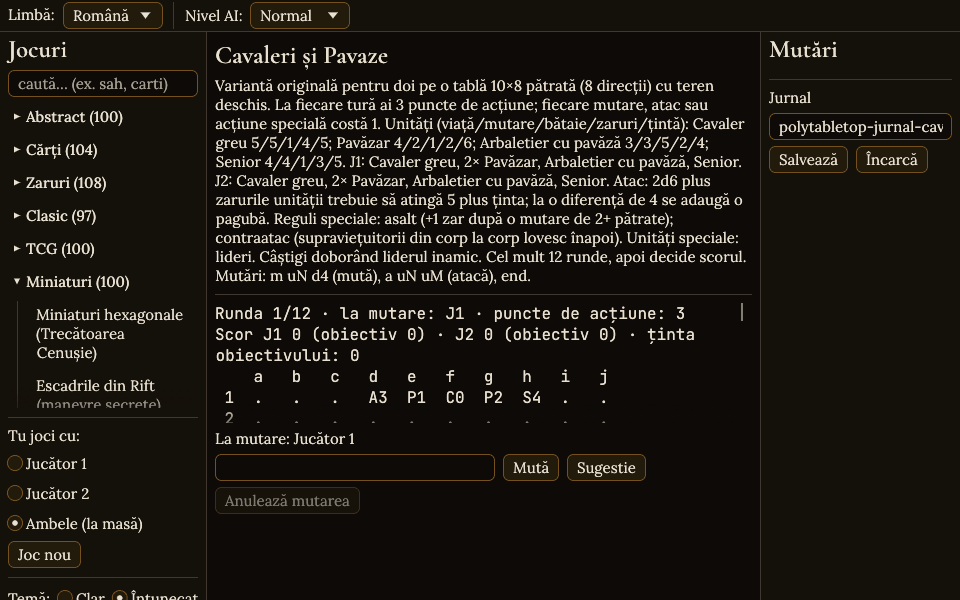 Limbă: Română ▼ Nivel AI: Normal ▼
Jocuri
caută... (ex. sah, carti)
▸ Abstract (100)
▸ Cărți (104)
▸ Zaruri (108)
▸ Clasic (97)
▸ TCG (100)
▾ Miniaturi (100)
Miniaturi hexagonale
(Trecătoarea
Cenușie)
Escadrile din Rift
(manevre secrete)
Tu joci cu:
Jucător 1
Jucător 2
Ambele (la masă)
Joc nou
Temă: Clar Întunecat
Cavaleri și Pavaze
Variantă originală pentru doi pe o tablă 10×8 pătrată (8 direcții) cu teren
deschis. La fiecare tură ai 3 puncte de acțiune; fiecare mutare, atac sau
acțiune specială costă 1. Unități (viață/mutare/bătaie/zaruri/țintă): Cavaler
greu 5/5/1/4/5; Pavăzar 4/2/1/2/6; Arbaletier cu pavăză 3/3/5/2/4;
Senior 4/4/1/3/5. J1: Cavaler greu, 2× Pavăzar, Arbaletier cu pavăză, Senior.
J2: Cavaler greu, 2× Pavăzar, Arbaletier cu pavăză, Senior. Atac: 2d6 plus
zarurile unității trebuie să atingă 5 plus ținta; la o diferență de 4 se adaugă o
pagubă. Reguli speciale: asalt (+1 zar după o mutare de 2+ pătrate);
contraatac (supraviețuitorii din corp la corp lovesc înapoi). Unități speciale:
lideri. Câștigi doborând liderul inamic. Cel mult 12 runde, apoi decide scorul.
Mutări: m uN d4 (mută), a uN uM (atacă), end.
Runda 1/12 · la mutare: J1 · puncte de acțiune: 3
Scor J1 0 (obiectiv 0) · J2 0 (obiectiv 0) · ținta
obiectivului: 0
a b c d e f g h i j
1 . . . A3 P1 C0 P2 S4 . .
2 . . . . . . . . . .
La mutare: Jucător 1
Mută Sugestie
Anulează mutarea
Mutări
Jurnal
polytabletop-jurnal-cav
Salvează Încarcă